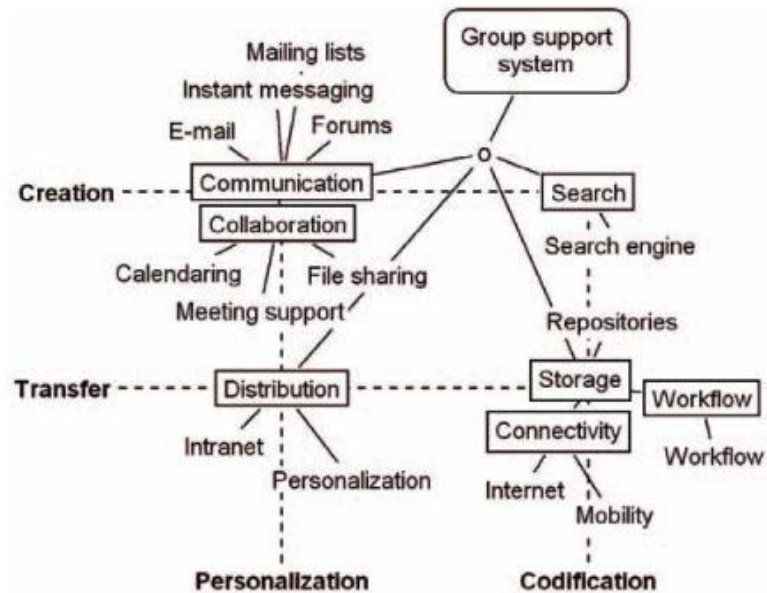 Group support
system
Mailing lists
Instant messaging
E-mail
Forums
Creation
Communication
Search
Collaboration
Search engine
Calendaring
File sharing
Meeting support
Repositories
Transfer
Distribution
Storage
Workflow
Connectivity
Intranet
Workflow
Personalization
Internet
Mobility
Personalization
Codification